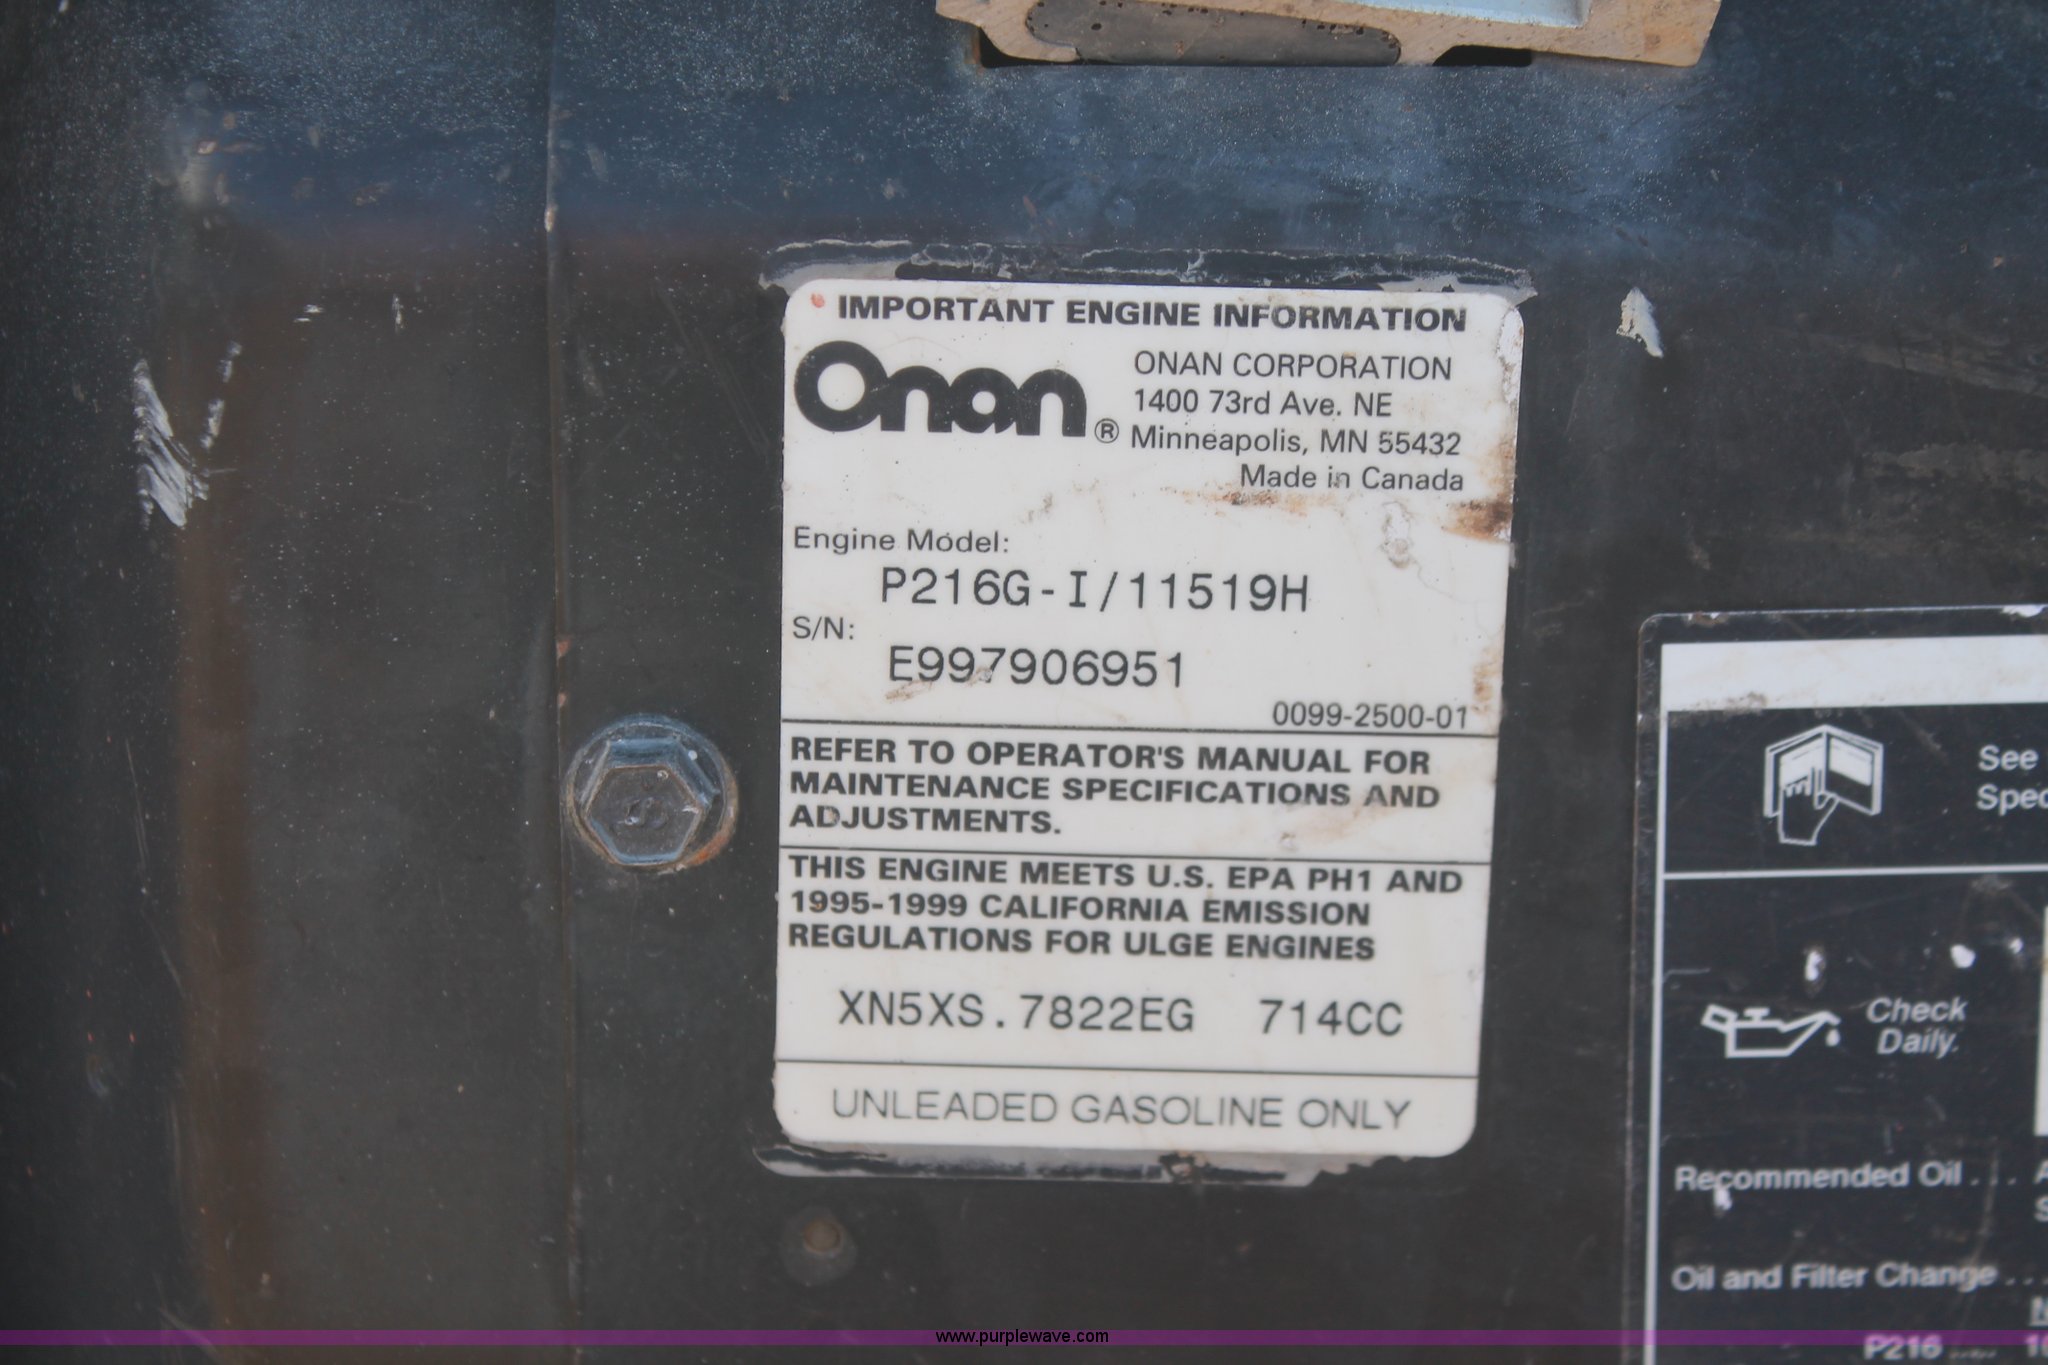 IMPORTANT ENGINE INFORMATION
Onan ®
ONAN CORPORATION
1400 73rd Ave. NE
Minneapolis, MN 55432
Made in Canada
Engine Model:
P216G-I/11519H
S/N:
E997906951
0099-2500-01
REFER TO OPERATOR'S MANUAL FOR
MAINTENANCE SPECIFICATIONS AND
ADJUSTMENTS.
THIS ENGINE MEETS U.S. EPA PH1 AND
1995-1999 CALIFORNIA EMISSION
REGULATIONS FOR ULGE ENGINES
XN5XS.7822EG 714CC
UNLEADED GASOLINE ONLY
See
Check
Daily.
Recommended Oil ...
Oil and Filter Change ...
P216
www.purplewave.com